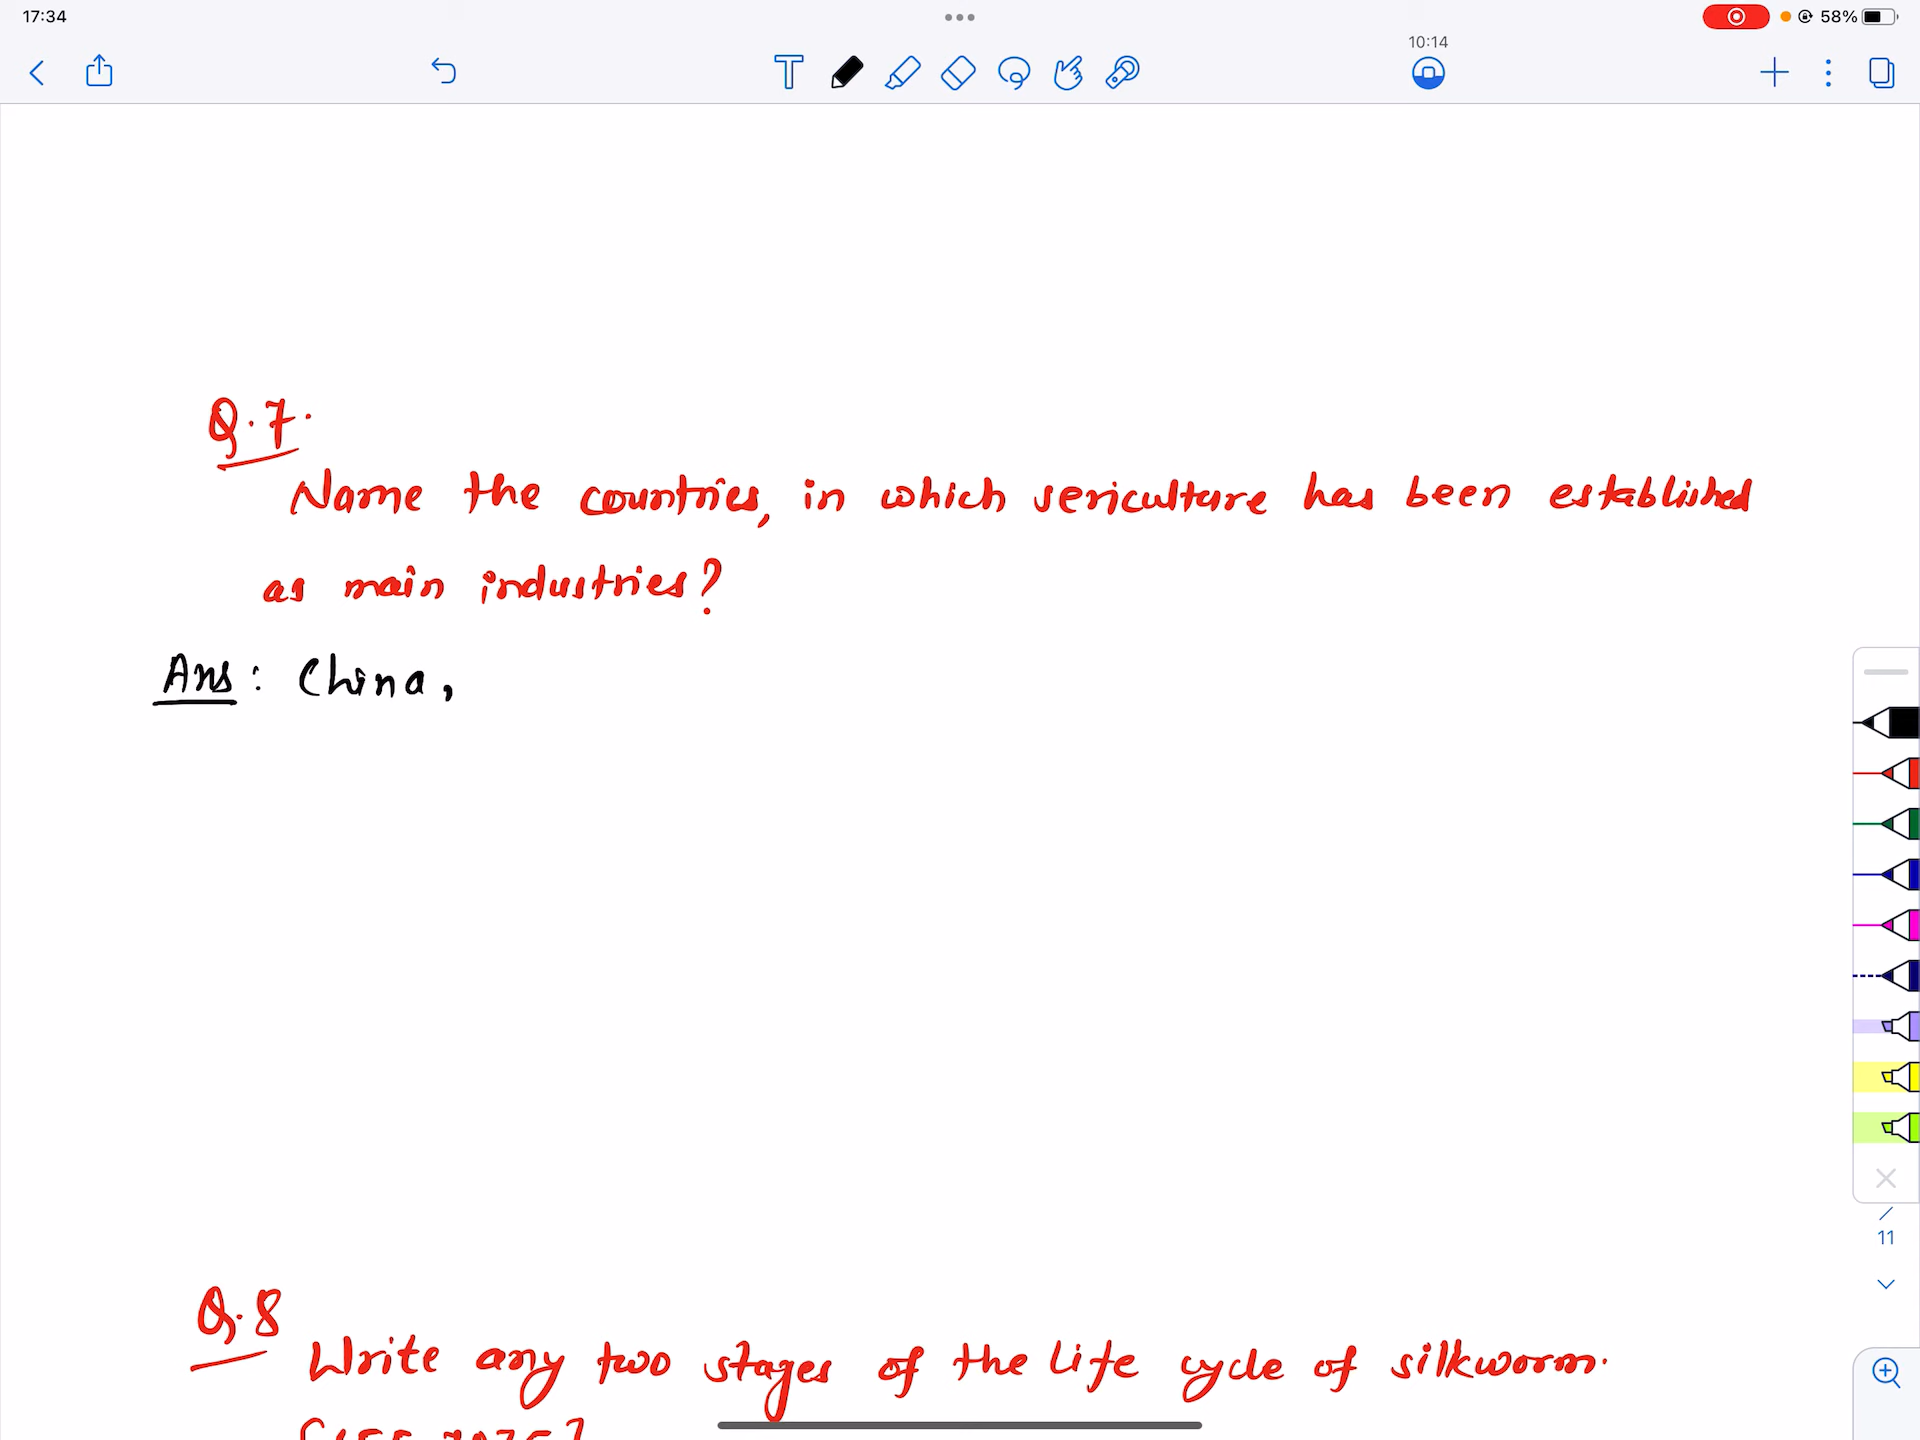 17:34
58%
10:14
Q.7.
Name the countries, in which sericulture has been established
as main industries?
Ans: China,
11
Q.8
Write any two stages of the life cycle of silkworm.